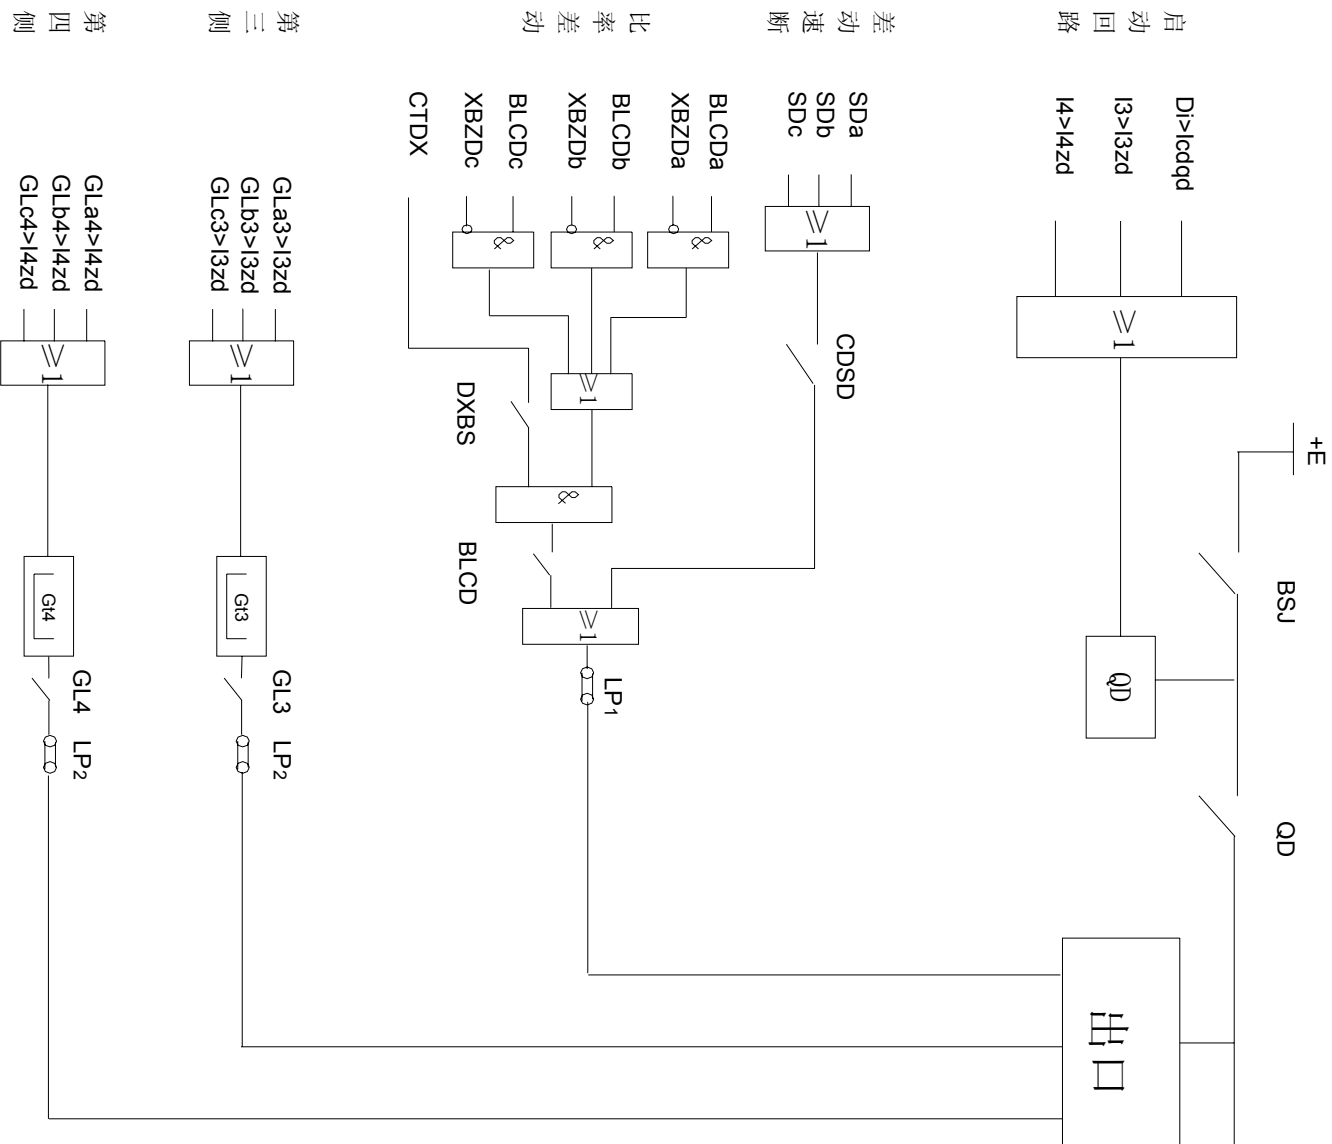 +E
BSJ
QD
启动回路
Di>Icdqd
I3>I3zd
I4>I4zd
≥1
QD
出口
差动速断
SDa
SDb
SDc
≥1
CDSD
比率差动
BLCDa
XBZDa
&
BLCDb
XBZDb
&
BLCDc
XBZDc
&
CTDX
≥1
DXBS
&
BLCD
≥1
LP1
第三侧
GLa3>I3zd
GLb3>I3zd
GLc3>I3zd
≥1
Gt3
GL3
LP2
第四侧
GLa4>I4zd
GLb4>I4zd
GLc4>I4zd
≥1
Gt4
GL4
LP2